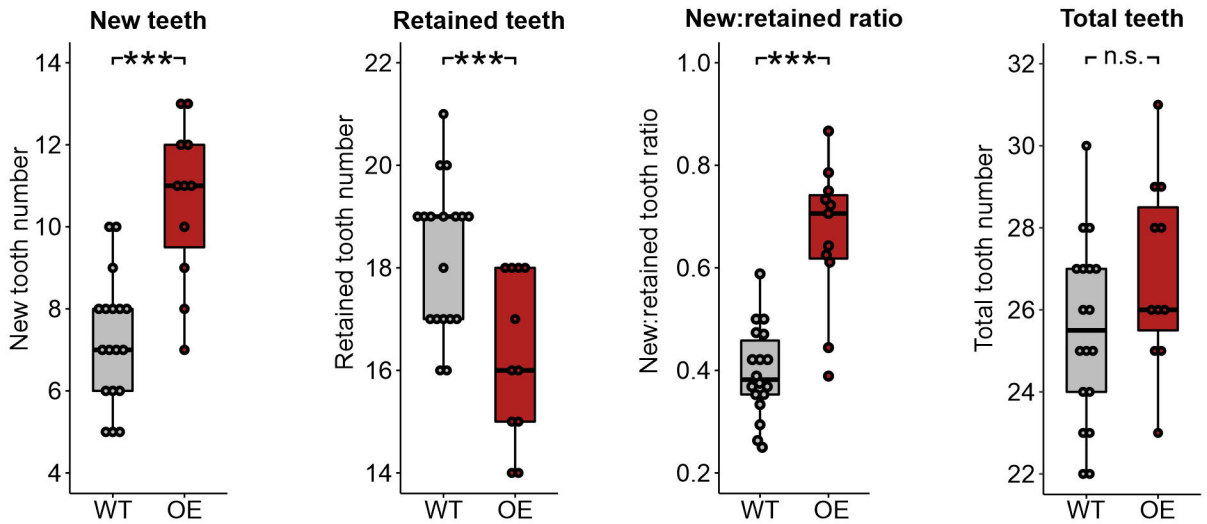 New teeth
Retained teeth
New:retained ratio
Total teeth
New tooth number
14
12
10
8
6
4
***
WT
OE
Retained tooth number
22
20
18
16
14
***
WT
OE
New:retained tooth ratio
1.0
0.8
0.6
0.4
0.2
***
WT
OE
Total tooth number
32
30
28
26
24
22
n.s.
WT
OE